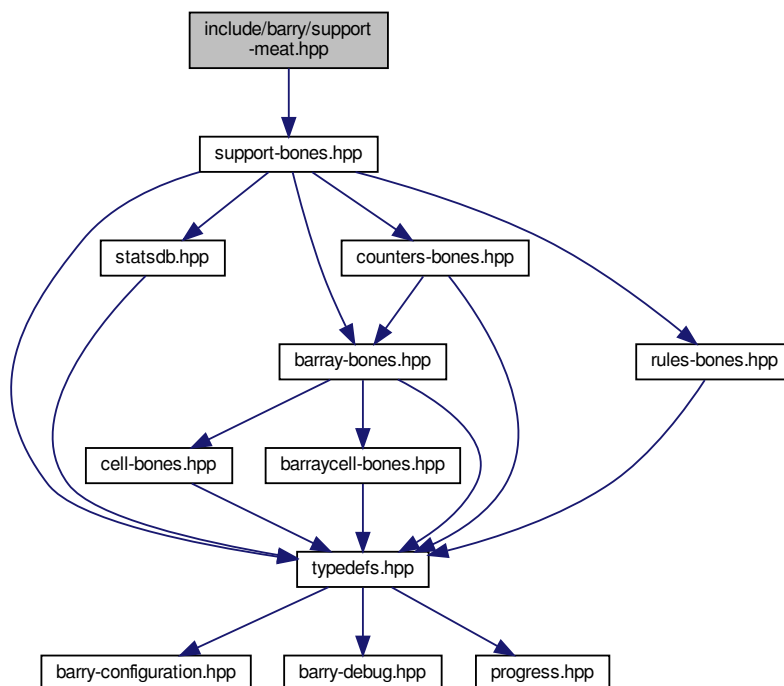 include/barry/support
-meat.hpp
support-bones.hpp
statsdb.hpp
counters-bones.hpp
barray-bones.hpp
rules-bones.hpp
cell-bones.hpp
barraycell-bones.hpp
typedefs.hpp
barry-configuration.hpp
barry-debug.hpp
progress.hpp